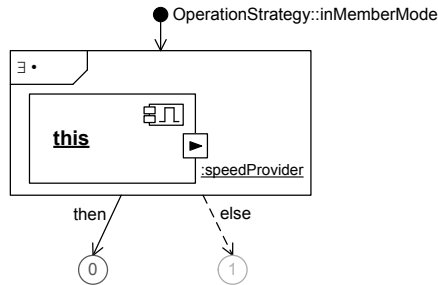 OperationStrategy::inMemberMode
∃ •
this
:speedProvider
then
else
0
1